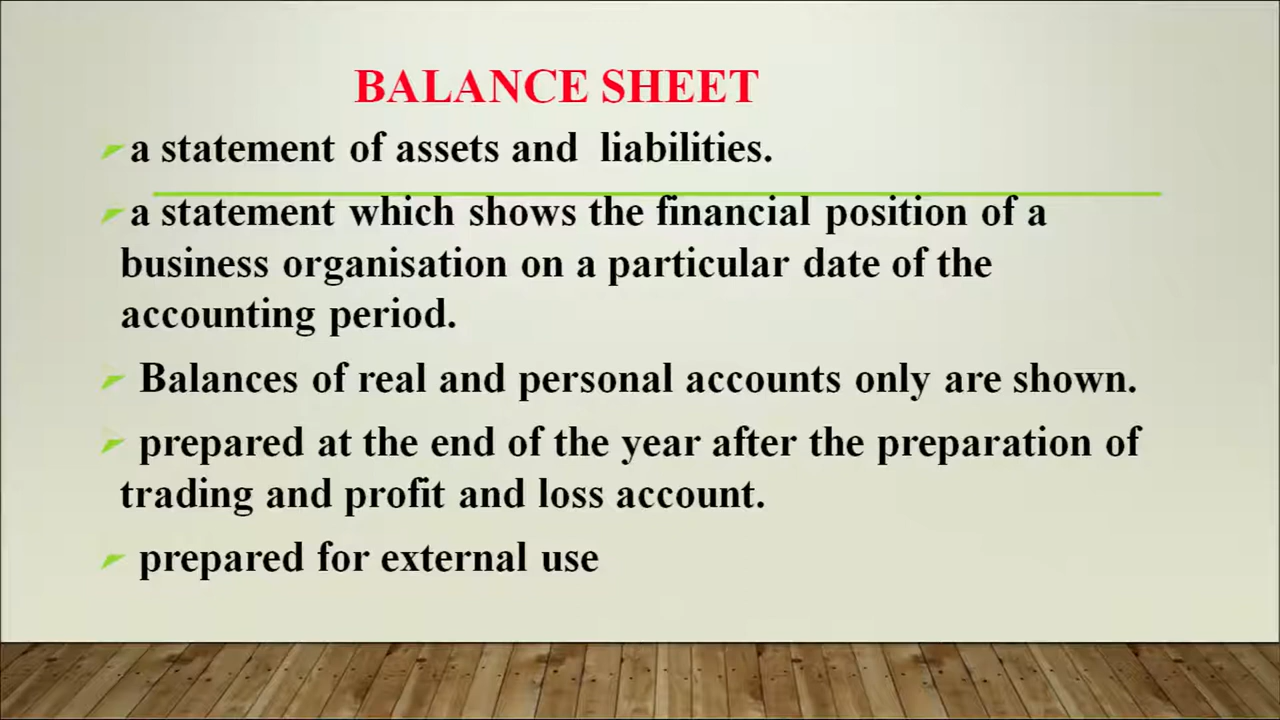 BALANCE SHEET
a statement of assets and liabilities.
a statement which shows the financial position of a
business organisation on a particular date of the
accounting period.
Balances of real and personal accounts only are shown.
prepared at the end of the year after the preparation of
trading and profit and loss account.
prepared for external use